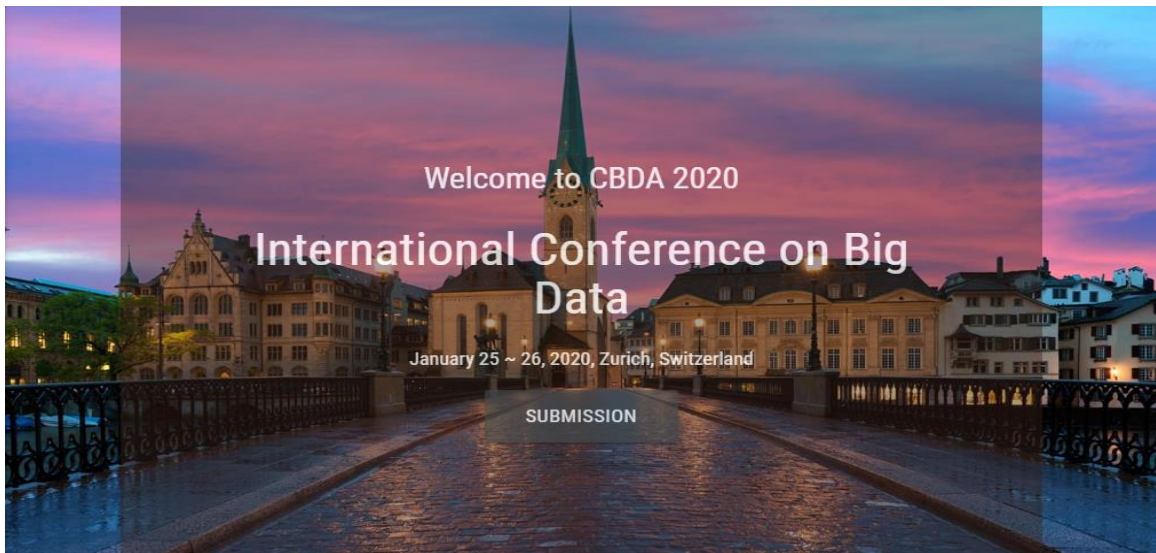 Welcome to CBDA 2020
International Conference on Big
Data
January 25 ~ 26, 2020, Zurich, Switzerland
SUBMISSION